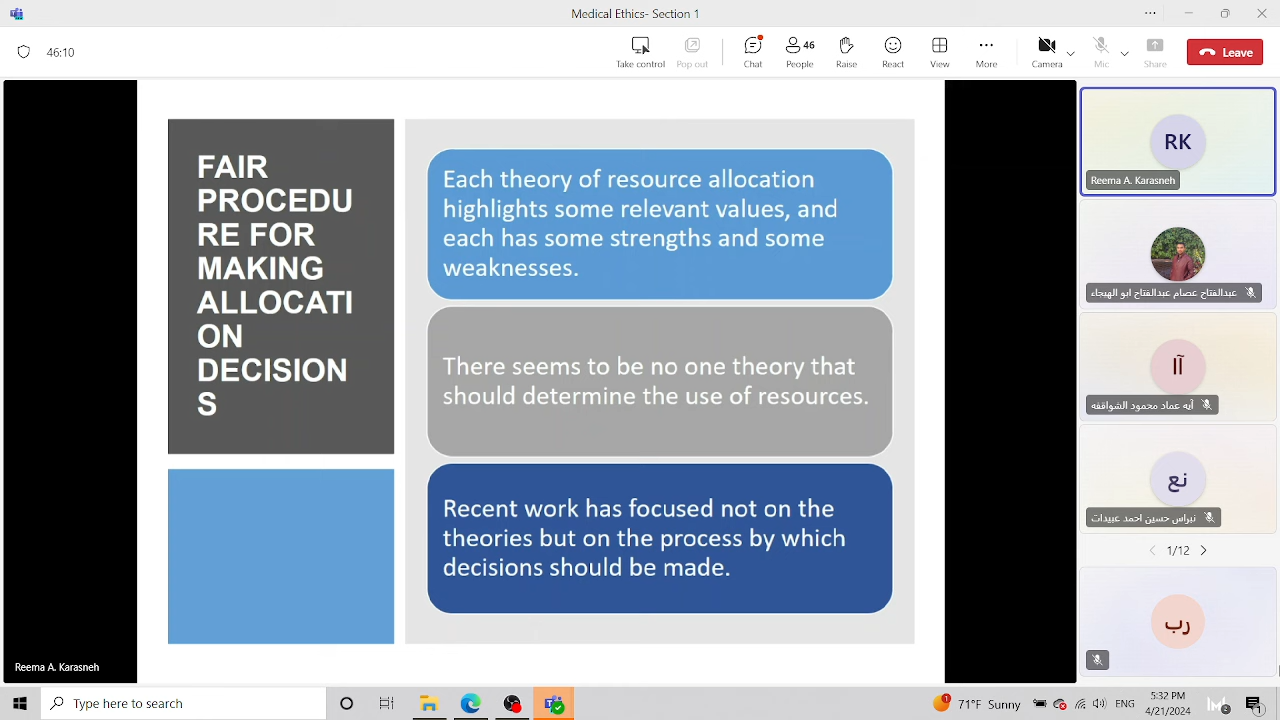 Medical Ethics- Section 1
46:10
Take control
Pop out
Chat
46
People
Raise
React
View
More
Camera
Mic
Share
Leave
FAIR
PROCEDU
RE FOR
MAKING
ALLOCATI
ON
DECISION
S
Each theory of resource allocation
highlights some relevant values, and
each has some strengths and some
weaknesses.
There seems to be no one theory that
should determine the use of resources.
Recent work has focused not on the
theories but on the process by which
decisions should be made.
Reema A. Karasneh
RK
Reema A. Karasneh
عبدالفتاح عصام عبدالفتاح ابو الهيجاء
آا
آيه عماد محمود الشواقفه
نع
نبراس حسين احمد عبيدات
1/12
رب
Type here to search
1
71°F Sunny
ENG
5:32 PM
4/21/2024
2
1